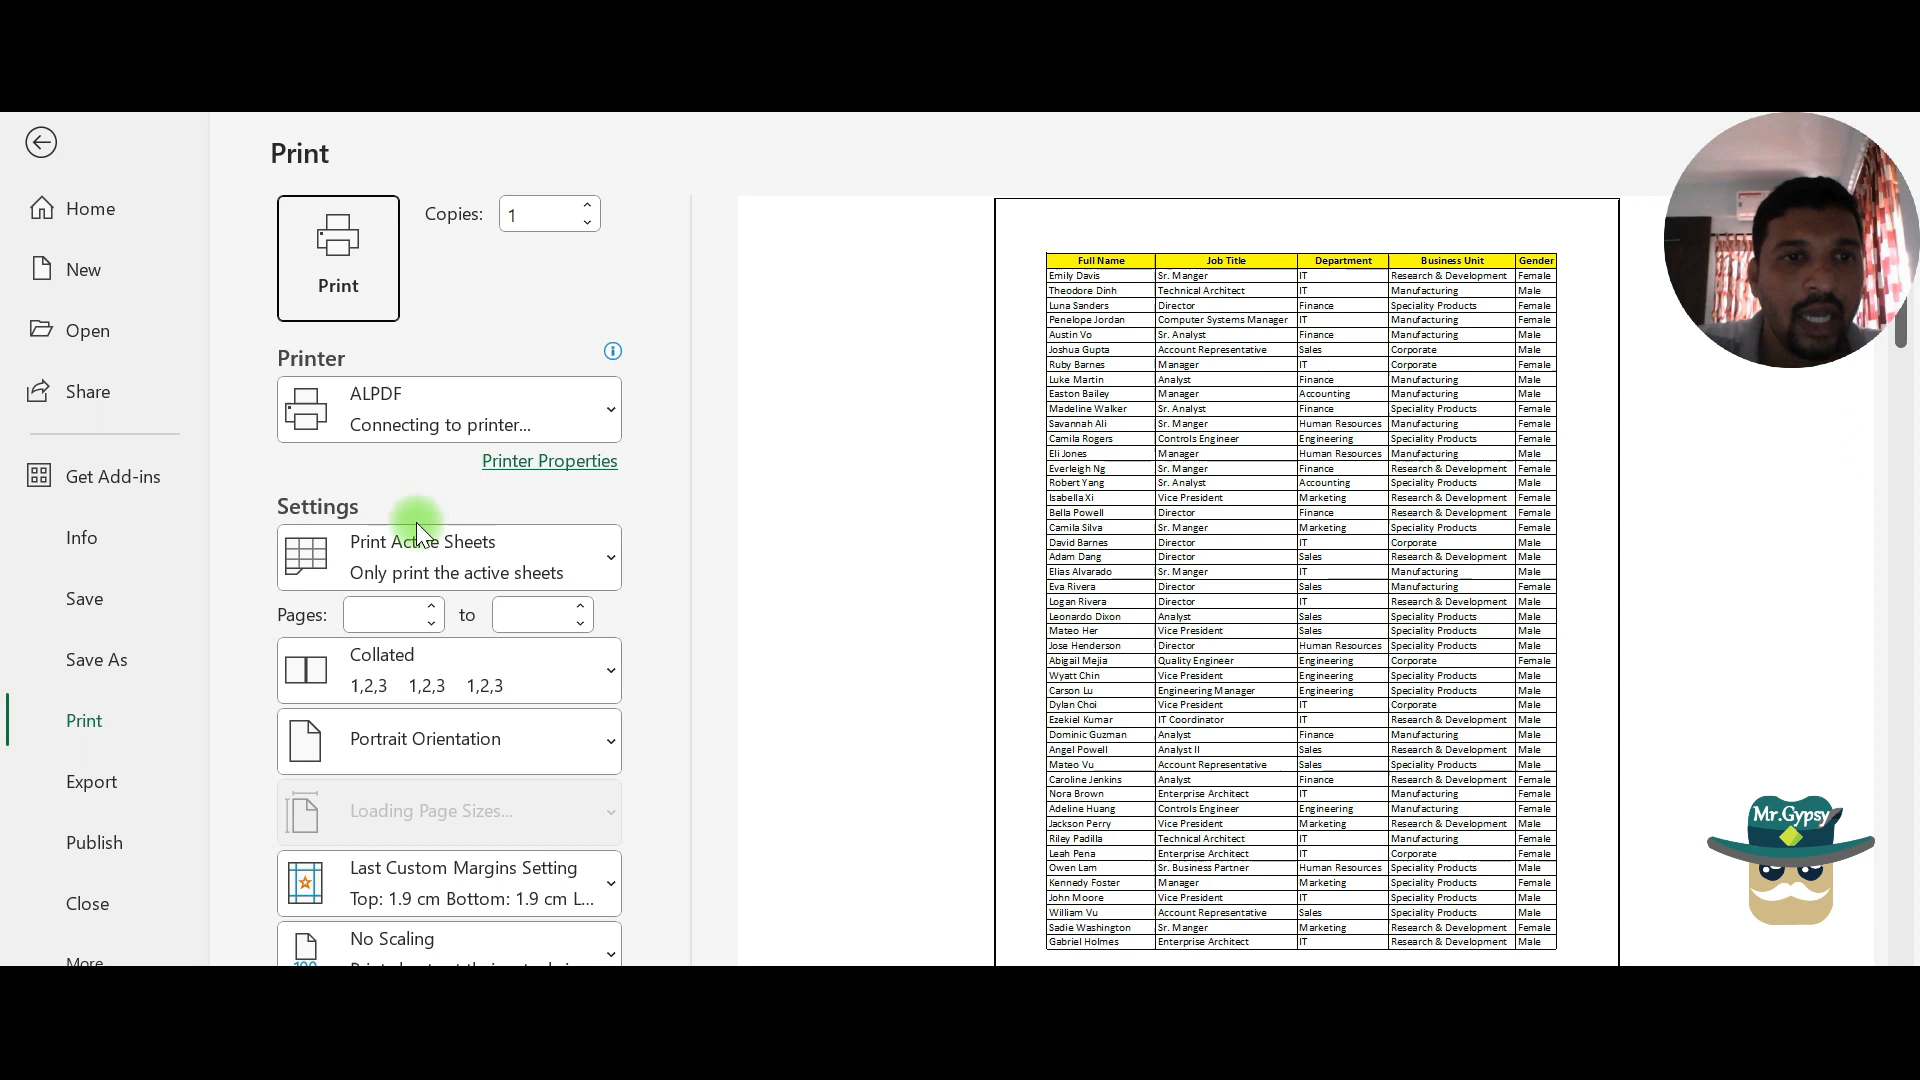 Print
Home
New
Open
Share
Get Add-ins
Info
Save
Save As
Print
Export
Publish
Close
More
Print
Copies: 1
Printer
ALPDF
Connecting to printer...
Printer Properties
Settings
Print Active Sheets
Only print the active sheets
Pages: to
Collated
1,2,3 1,2,3 1,2,3
Portrait Orientation
Loading Page Sizes...
Last Custom Margins Setting
Top: 1.9 cm Bottom: 1.9 cm L...
No Scaling
100
Full Name Job Title Department Business Unit Gender
Emily Davis Sr. Manger IT Research & Development Female
Theodore Dinh Technical Architect IT Manufacturing Male
Luna Sanders Director Finance Speciality Products Female
Penelope Jordan Computer Systems Manager IT Manufacturing Female
Austin Vo Sr. Analyst Finance Manufacturing Male
Joshua Gupta Account Representative Sales Corporate Male
Ruby Barnes Manager IT Corporate Female
Luke Martin Analyst Finance Manufacturing Male
Easton Bailey Manager Accounting Manufacturing Male
Madeline Walker Sr. Analyst Finance Speciality Products Female
Savannah Ali Sr. Manger Human Resources Manufacturing Female
Camila Rogers Controls Engineer Engineering Speciality Products Female
Eli Jones Manager Human Resources Manufacturing Male
Everleigh Ng Sr. Manger Finance Research & Development Female
Robert Yang Sr. Analyst Accounting Speciality Products Male
Isabella Xi Vice President Marketing Research & Development Female
Bella Powell Director Finance Research & Development Female
Camila Silva Sr. Manger Marketing Speciality Products Female
David Barnes Director IT Corporate Male
Adam Dang Director Sales Research & Development Male
Elias Alvarado Sr. Manger IT Manufacturing Male
Eva Rivera Director Sales Manufacturing Female
Logan Rivera Director IT Research & Development Male
Leonardo Dixon Analyst Sales Speciality Products Male
Mateo Her Vice President Sales Speciality Products Male
Jose Henderson Director Human Resources Speciality Products Male
Abigail Mejia Quality Engineer Engineering Corporate Female
Wyatt Chin Vice President Engineering Speciality Products Male
Carson Lu Engineering Manager Engineering Speciality Products Male
Dylan Choi Vice President IT Corporate Male
Ezekiel Kumar IT Coordinator IT Research & Development Male
Dominic Guzman Analyst Finance Manufacturing Male
Angel Powell Analyst II Sales Research & Development Male
Mateo Vu Account Representative Sales Speciality Products Male
Caroline Jenkins Analyst Finance Research & Development Female
Nora Brown Enterprise Architect IT Manufacturing Female
Adeline Huang Controls Engineer Engineering Manufacturing Female
Jackson Perry Vice President Marketing Research & Development Male
Riley Padilla Technical Architect IT Manufacturing Female
Leah Pena Enterprise Architect IT Corporate Female
Owen Lam Sr. Business Partner Human Resources Speciality Products Male
Kennedy Foster Manager Marketing Speciality Products Female
John Moore Vice President IT Speciality Products Male
William Vu Account Representative Sales Speciality Products Male
Sadie Washington Sr. Manger Marketing Research & Development Female
Gabriel Holmes Enterprise Architect IT Research & Development Male
Mr.Gypsy